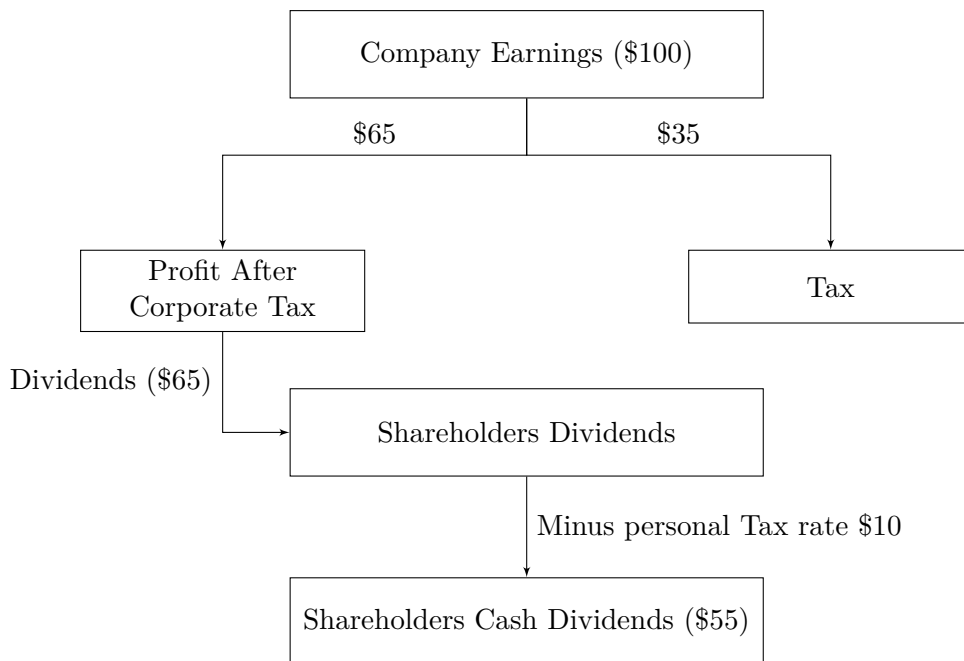 Company Earnings ($100)
$65
$35
Profit After
Corporate Tax
Tax
Dividends ($65)
Shareholders Dividends
Minus personal Tax rate $10
Shareholders Cash Dividends ($55)